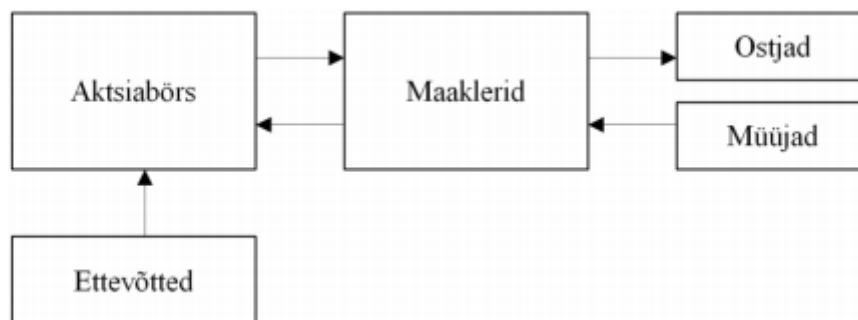 Aktsiabörs
Maaklerid
Ostjad
Müüjad
Ettevõtted